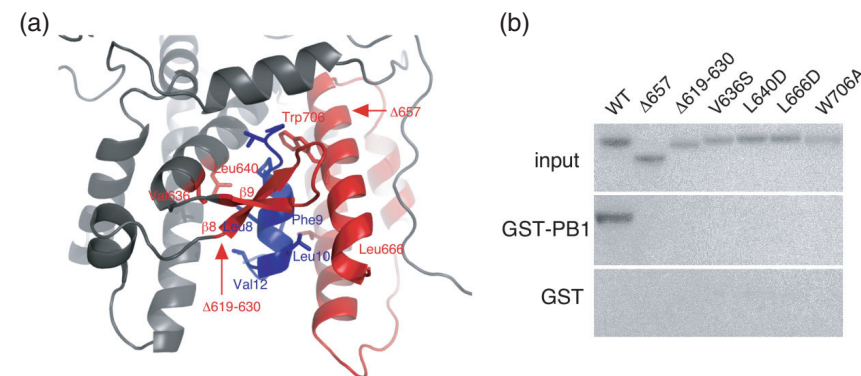 (a)
Trp706
Δ657
Leu640
Val636
β9
β8
Leu8
Phe9
Leu10
Leu666
Val12
Δ619-630
(b)
WT
Δ657
Δ619-630
V636S
L640D
L666D
W706A
input
GST-PB1
GST